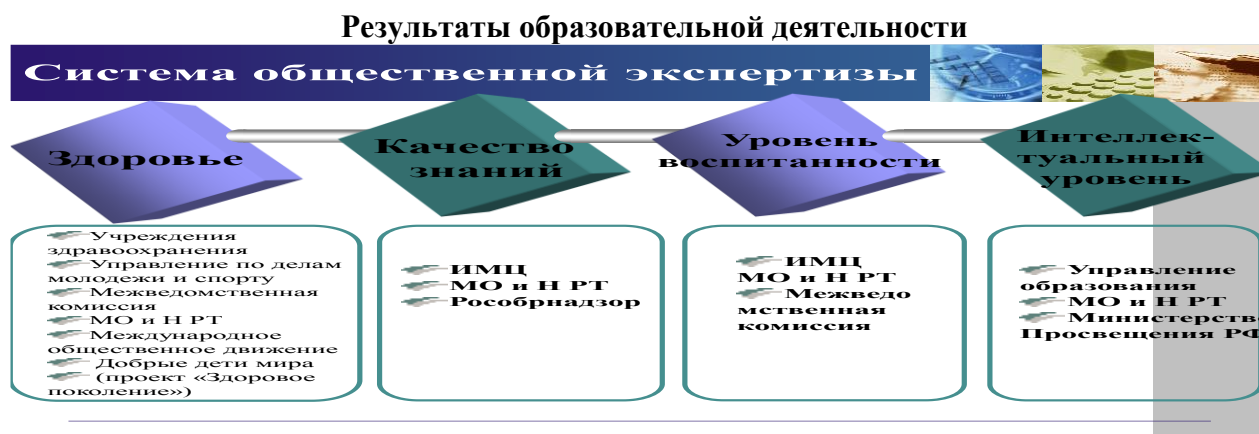 Результаты образовательной деятельности
Система общественной экспертизы
Здоровье
Качество
знаний
Уровень
воспитанности
Интеллек-
туальный
уровень
Учреждения
здравоохранения
Управление по делам
молодежи и спорту
Межведомственная
комиссия
МО и Н РТ
Международное
общественное движение
Добрые дети мира
(проект «Здоровое
поколение»)
ИМЦ
МО и Н РТ
Рособрнадзор
ИМЦ
МО и Н РТ
Межведо
мственная
комиссия
Управление
образования
МО и Н РТ
Министерство
Просвещения РФ